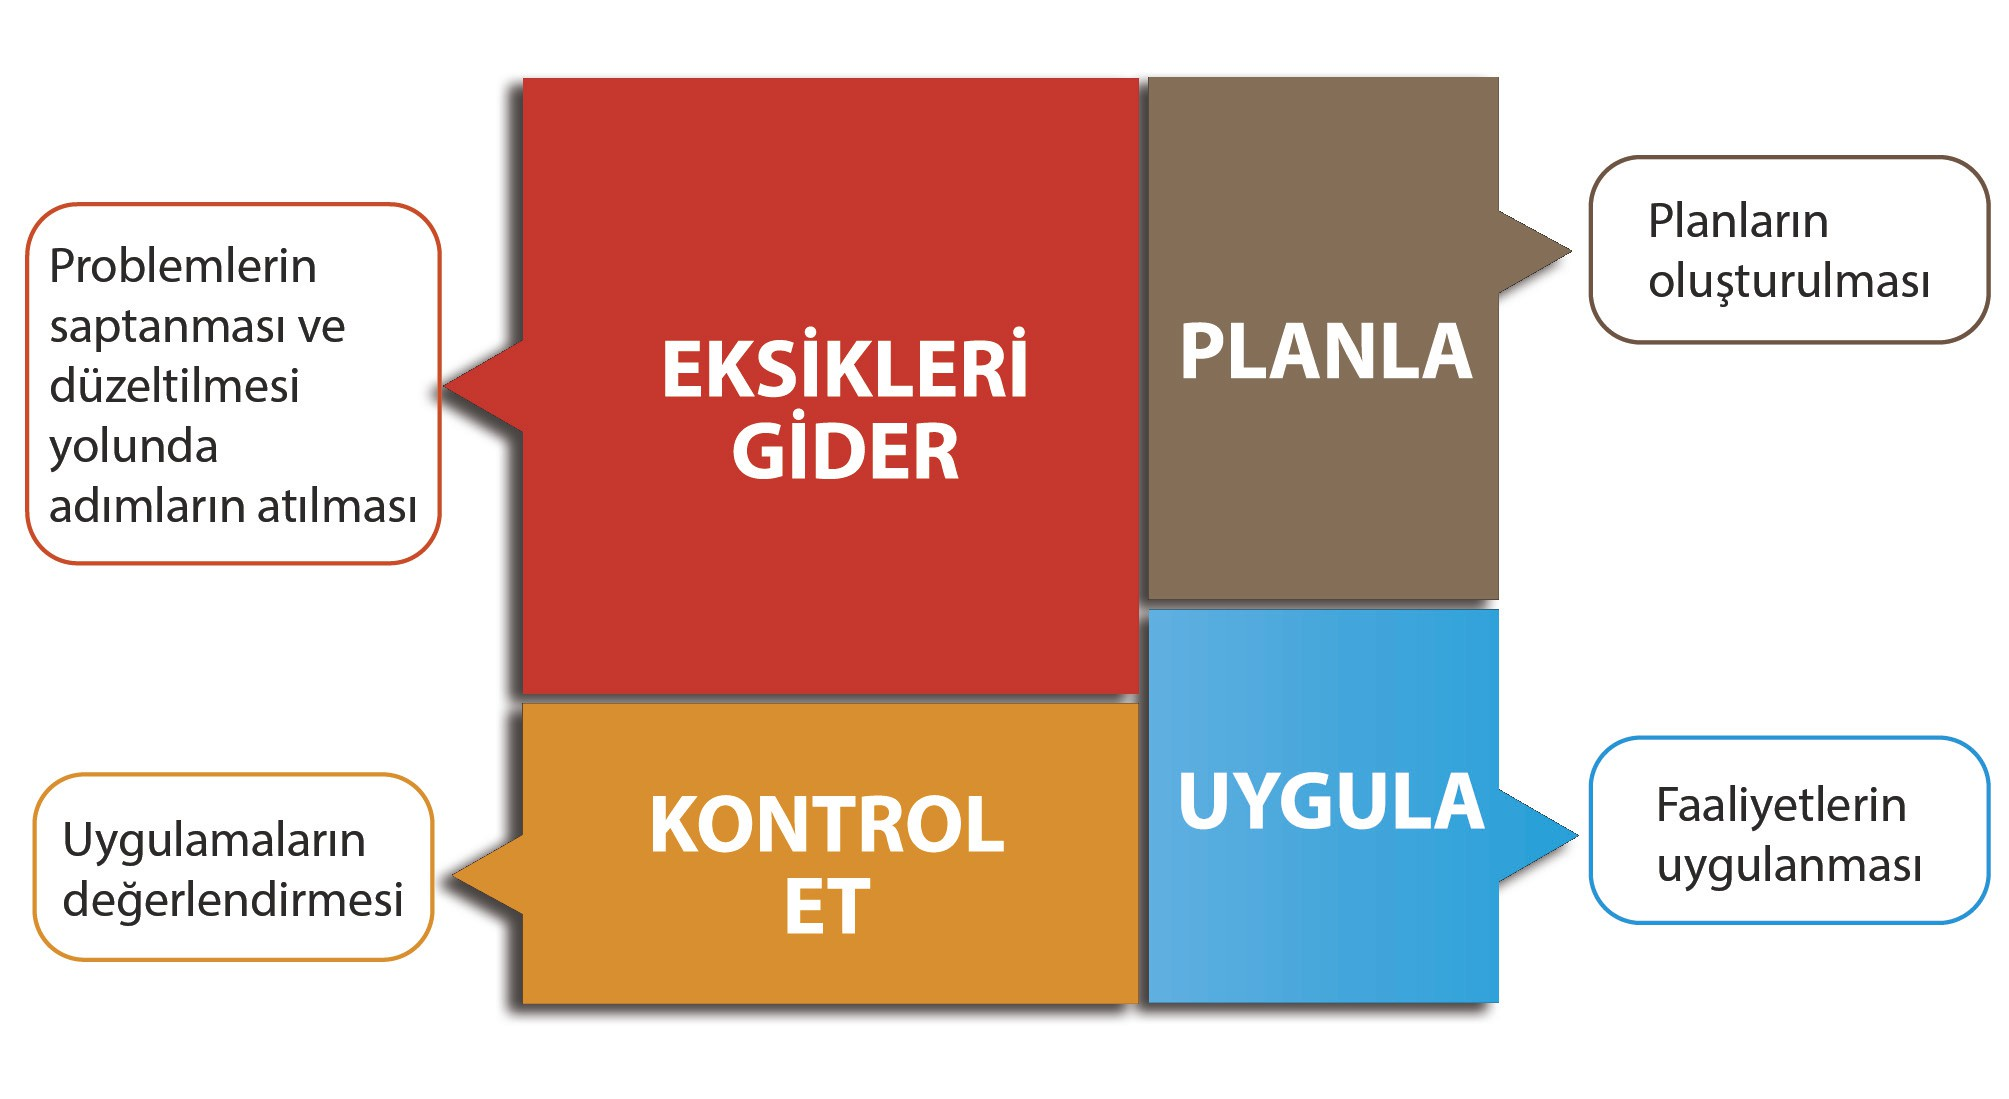 EKSİKLERİ
GİDER
Problemlerin
saptanması ve
düzeltilmesi
yolunda
adımların atılması
PLANLA
Planların
oluşturulması
KONTROL
ET
Uygulamaların
değerlendirmesi
UYGULA
Faaliyetlerin
uygulanması